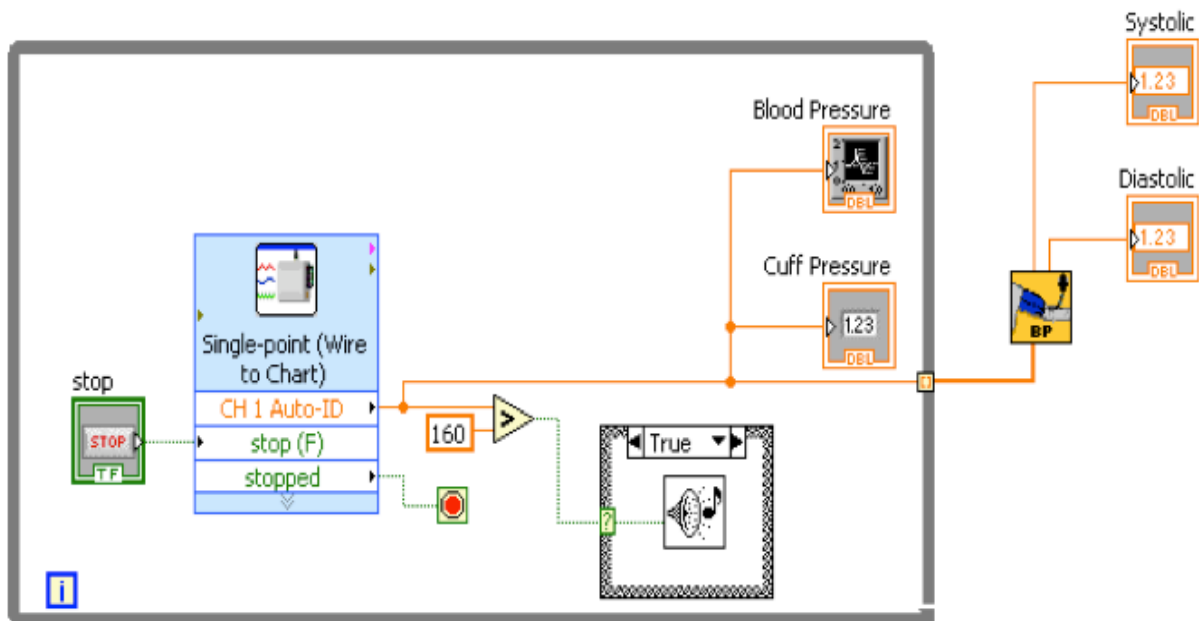 Systolic
1.23
DBL
Blood Pressure
DBL
Diastolic
1.23
DBL
Cuff Pressure
1.23
DBL
BP
Single-point (Wire
to Chart)
stop
STOP
TF
CH 1 Auto-ID
stop (F)
stopped
160
>
True
?
i